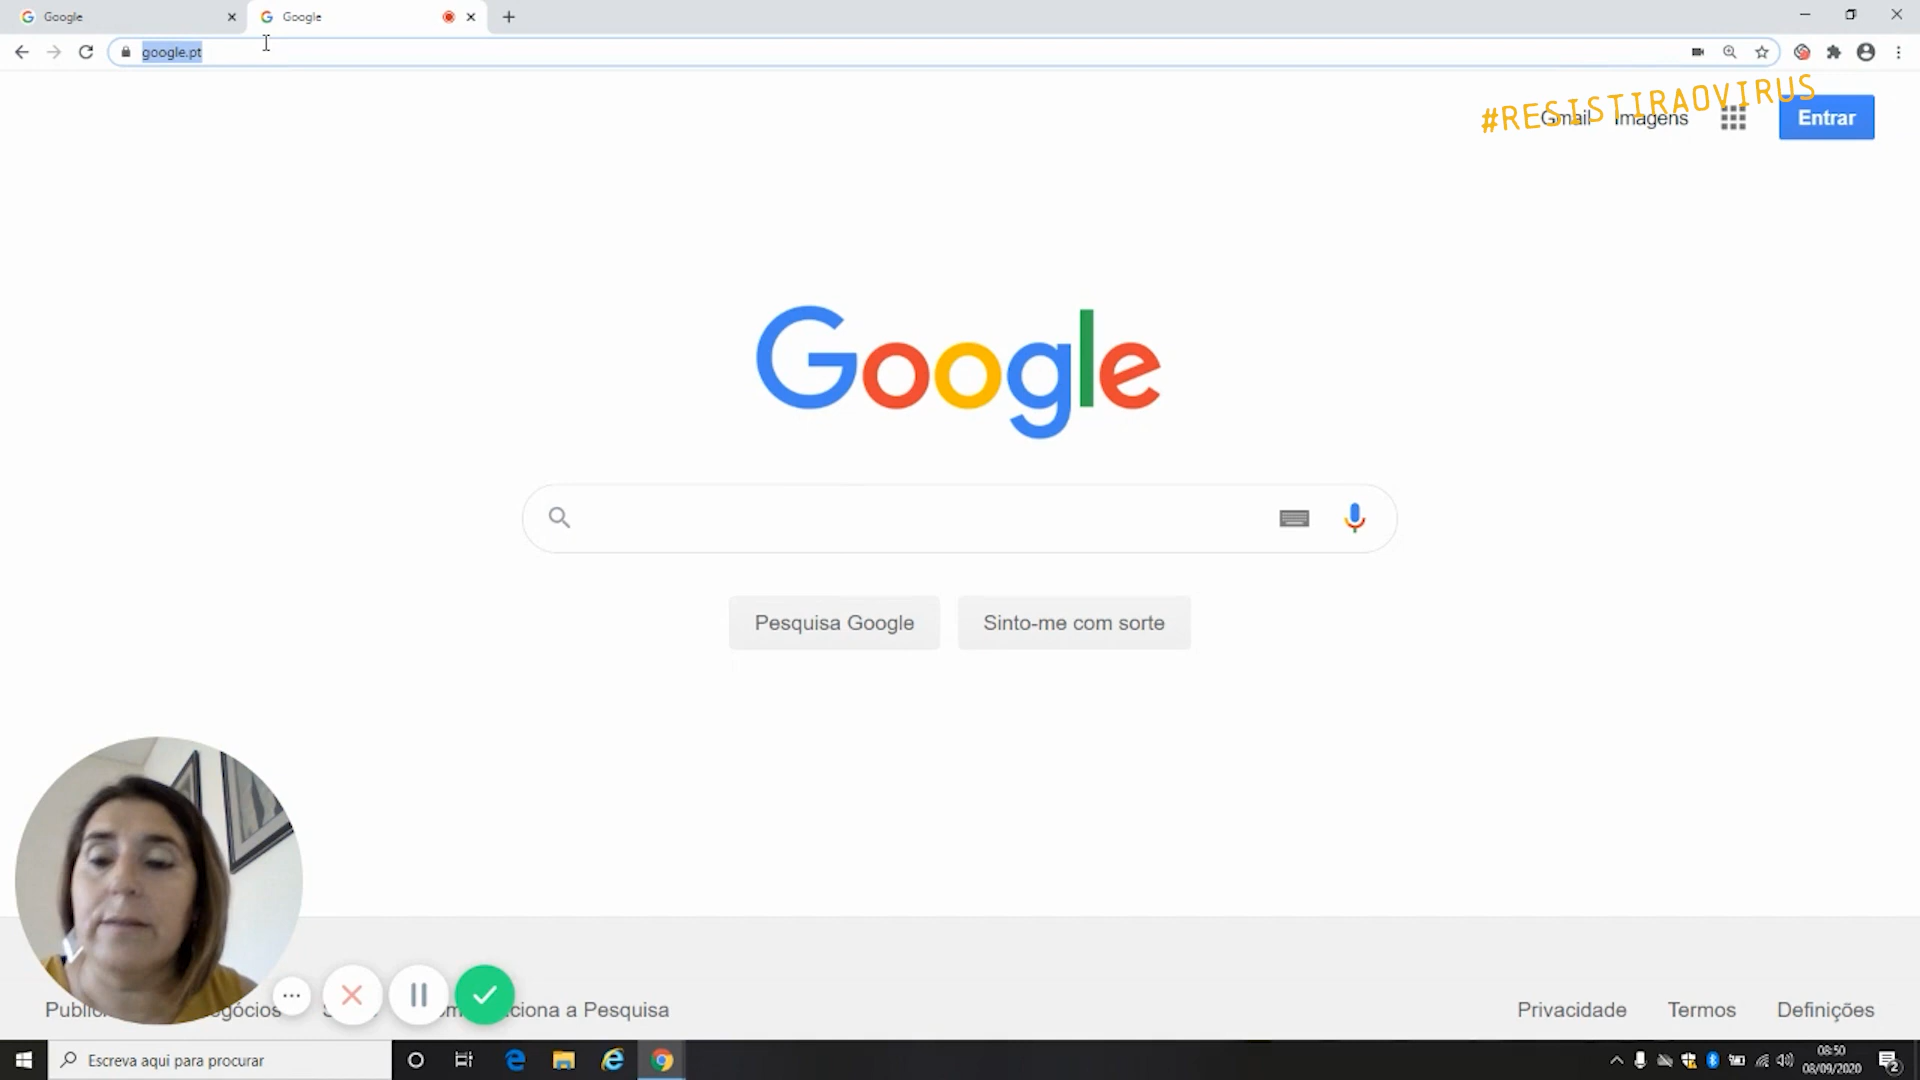 Google
Google
google.pt
#RESISTIRAOVIRUS
Gmail Imagens
Entrar
Google
Pesquisa Google
Sinto-me com sorte
ciona a Pesquisa
Privacidade
Termos
Definições
Escreva aqui para procurar
08:50
08/09/2020
2